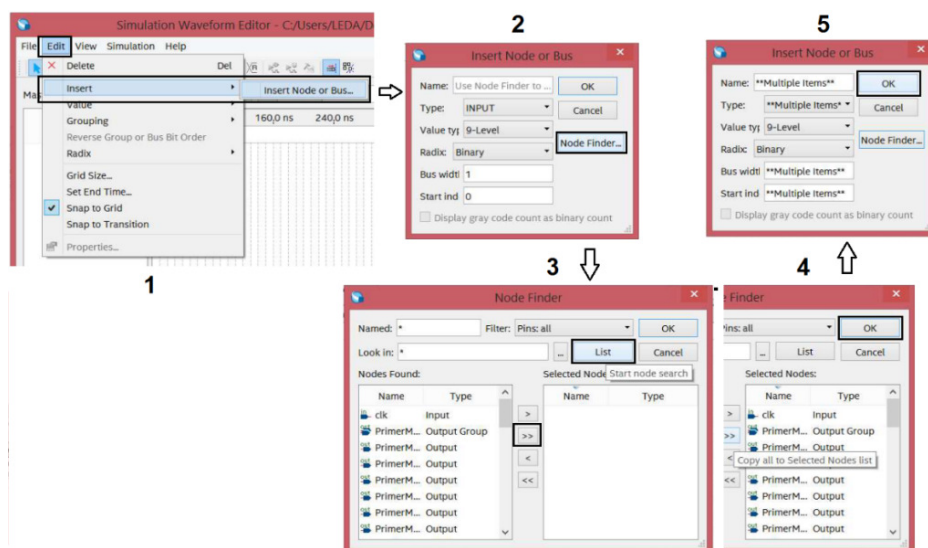 2
5
Simulation Waveform Editor - C:/Users/LEDA/D
File Edit View Simulation Help
Delete Del
Insert
Insert Node or Bus...
Value
Grouping
Reverse Group or Bus Bit Order
Radix
Grid Size...
Set End Time...
Snap to Grid
Snap to Transition
Properties...
Mas
160,0 ns 240,0 ns
1
Insert Node or Bus
Name: Use Node Finder to ... OK
Type: INPUT Cancel
Value ty 9-Level
Node Finder...
Radix: Binary
Bus widtl 1
Start ind 0
Display gray code count as binary count
Insert Node or Bus
Name: **Multiple Items** OK
Type: **Multiple Items* Cancel
Value ty 9-Level
Node Finder...
Radix: Binary
Bus widtl **Multiple Items**
Start ind **Multiple Items**
Display gray code count as binary count
3
4
Node Finder
Named: * Filter: Pins: all OK
Look in: * ... List Cancel
Nodes Found: Selected Node
Start node search
Name Type Name Type
clk Input >
PrimerM... Output Group >>
PrimerM... Output
PrimerM... Output <
PrimerM... Output <<
PrimerM... Output
PrimerM... Output
PrimerM... Output
Finder
Pins: all OK
... List Cancel
Selected Nodes:
Name Type
> clk Input
>> PrimerM... Output Group
PrimerM... Output
< Copy all to Selected Nodes list
<< PrimerM... Output
PrimerM... Output
PrimerM... Output
PrimerM... Output